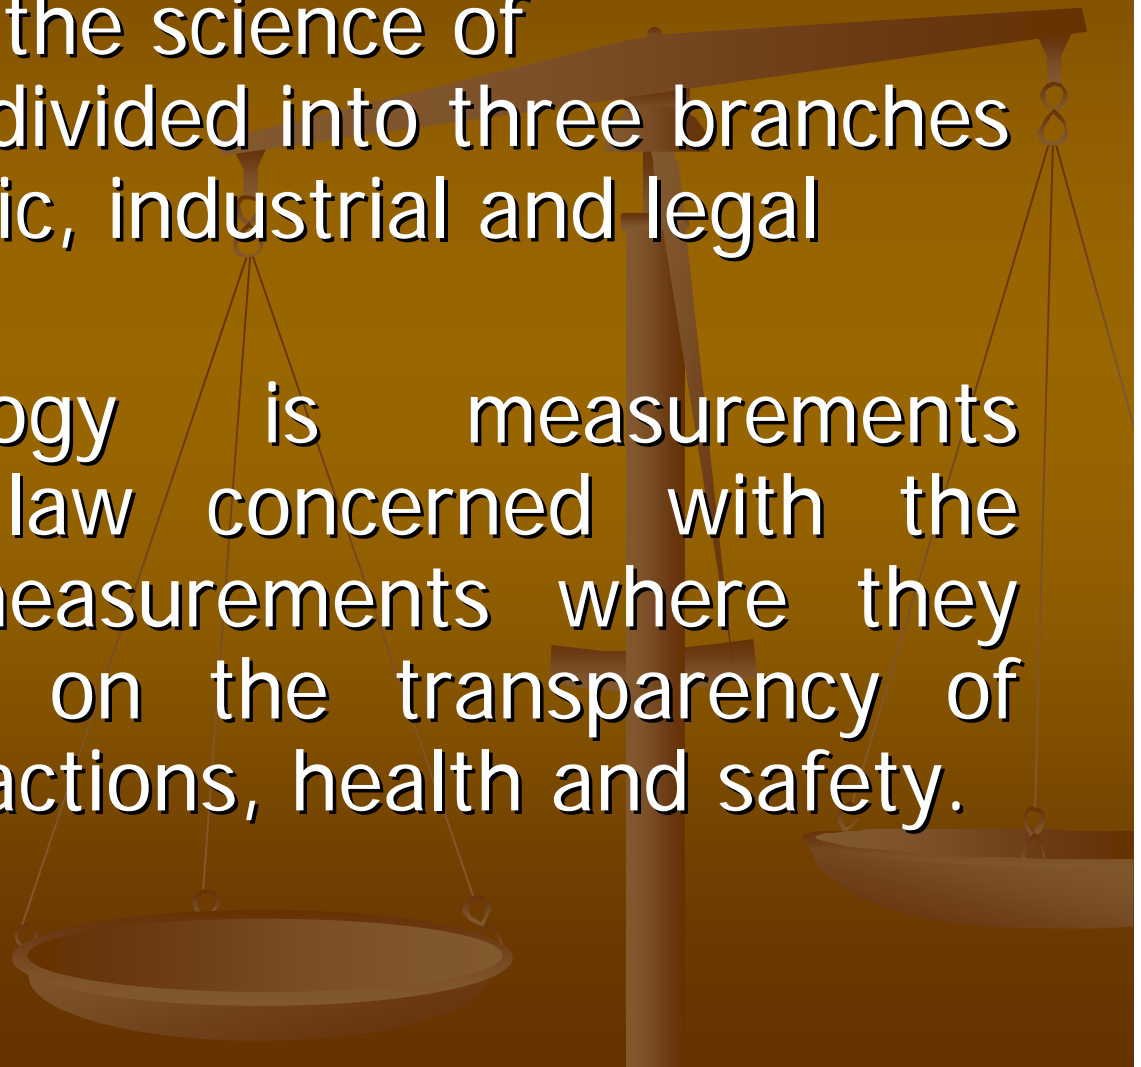 the science of
divided into three branches
ic, industrial and legal
ogy is measurements
law concerned with the
measurements where they
on the transparency of
actions, health and safety.